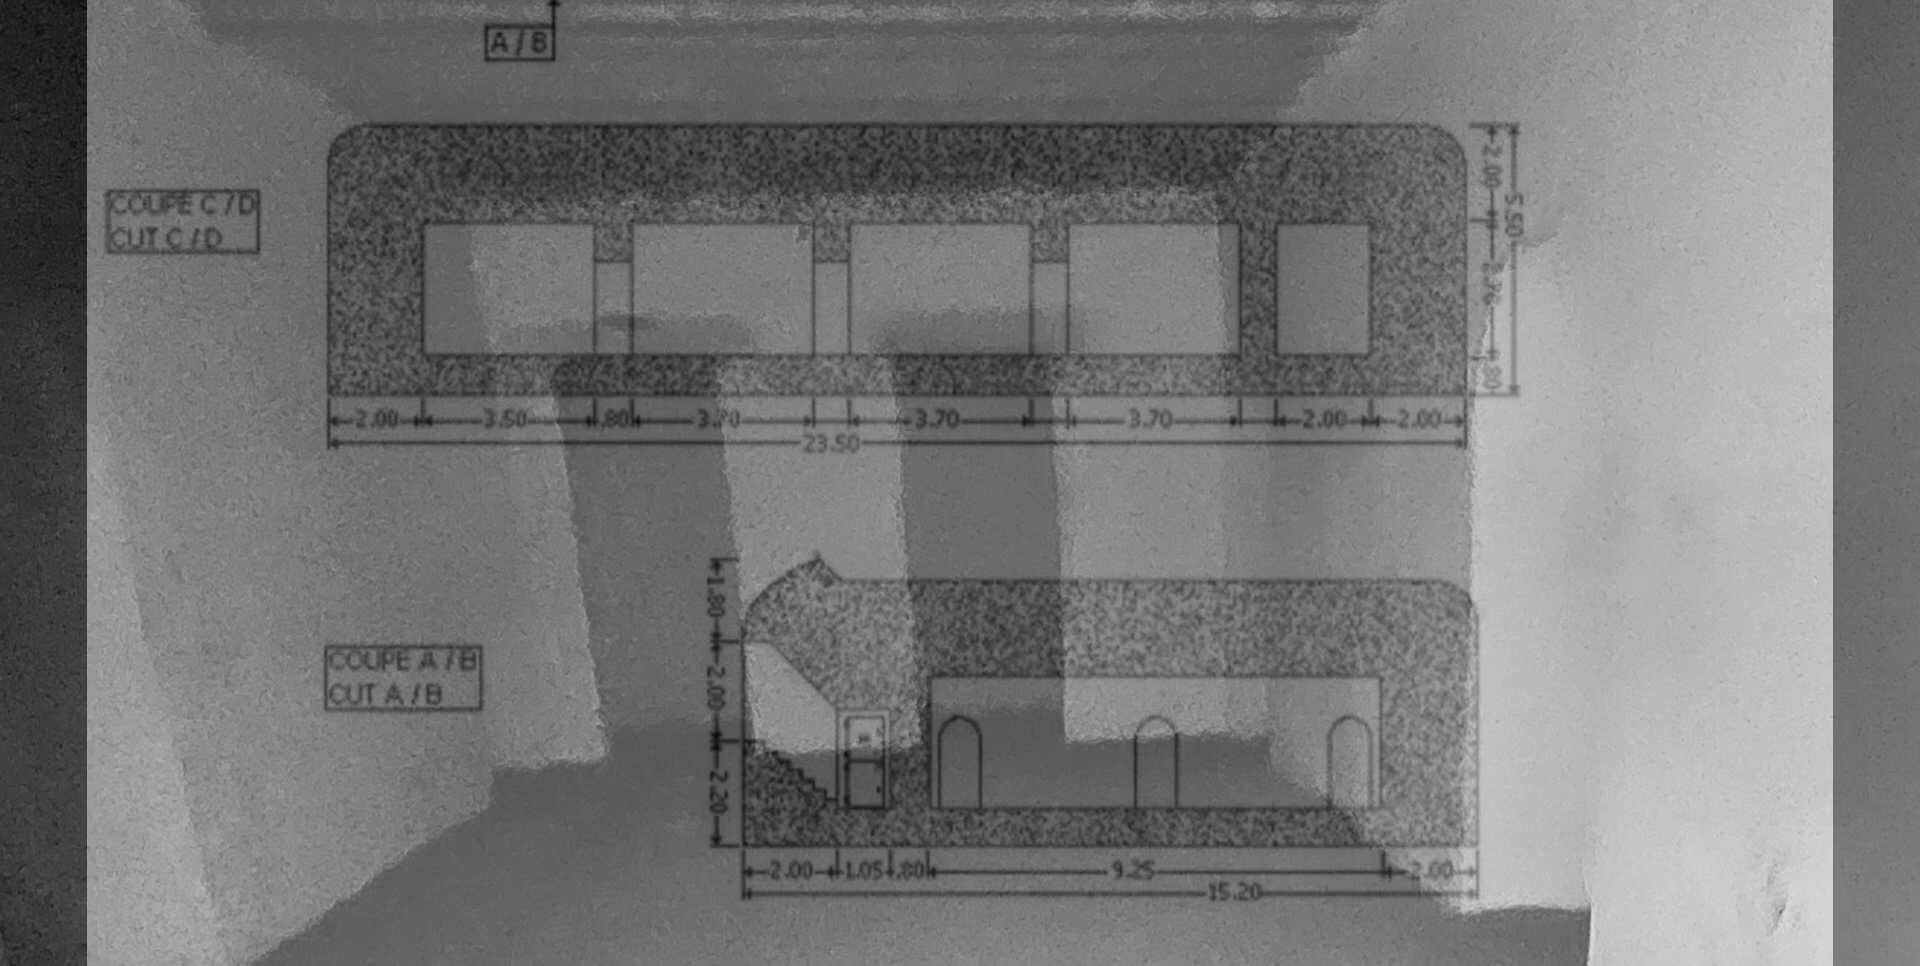 A / B
COUPE C / D
CUT C / D
2.00
5.50
2.00 3.50 .80 3.70 3.70 3.70 2.00 2.00
23.50
1.80
COUPE A / B
CUT A / B
2.00
2.20
2.00 1.05 .80 9.25 2.00
15.20